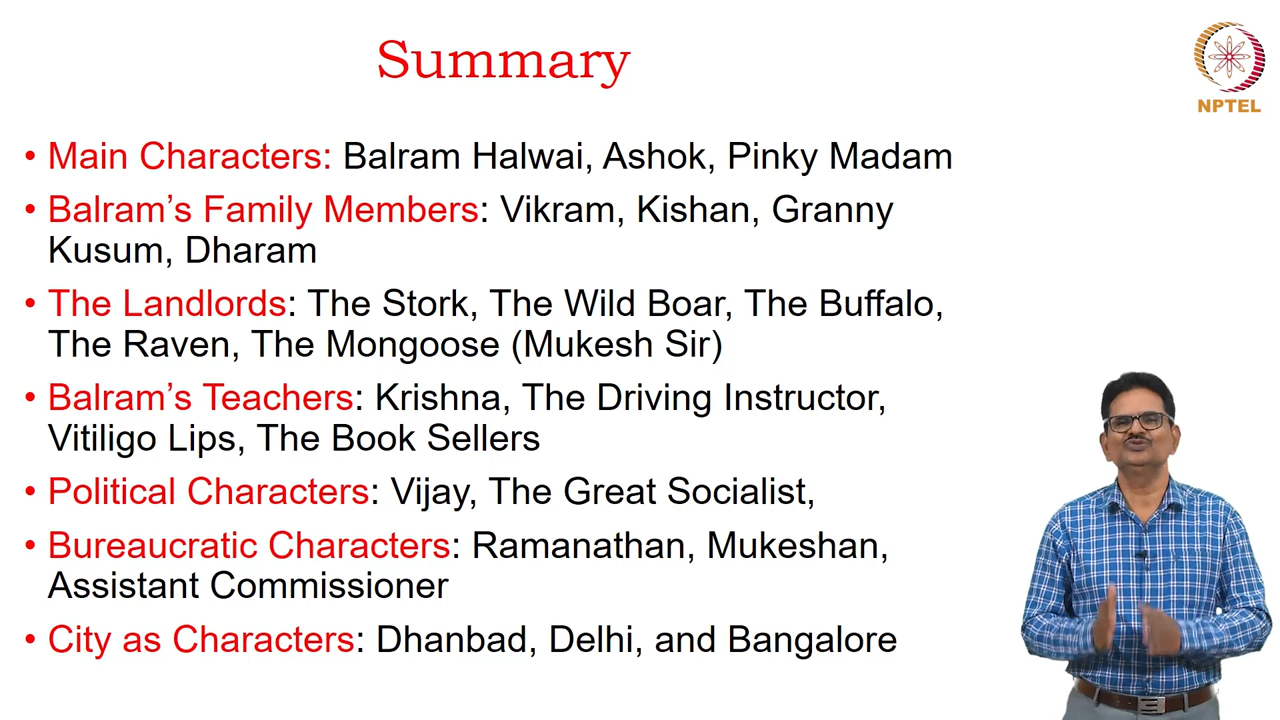 Summary
NPTEL
• Main Characters: Balram Halwai, Ashok, Pinky Madam
• Balram’s Family Members: Vikram, Kishan, Granny
Kusum, Dharam
• The Landlords: The Stork, The Wild Boar, The Buffalo,
The Raven, The Mongoose (Mukesh Sir)
• Balram’s Teachers: Krishna, The Driving Instructor,
Vitiligo Lips, The Book Sellers
• Political Characters: Vijay, The Great Socialist,
• Bureaucratic Characters: Ramanathan, Mukeshan,
Assistant Commissioner
• City as Characters: Dhanbad, Delhi, and Bangalore